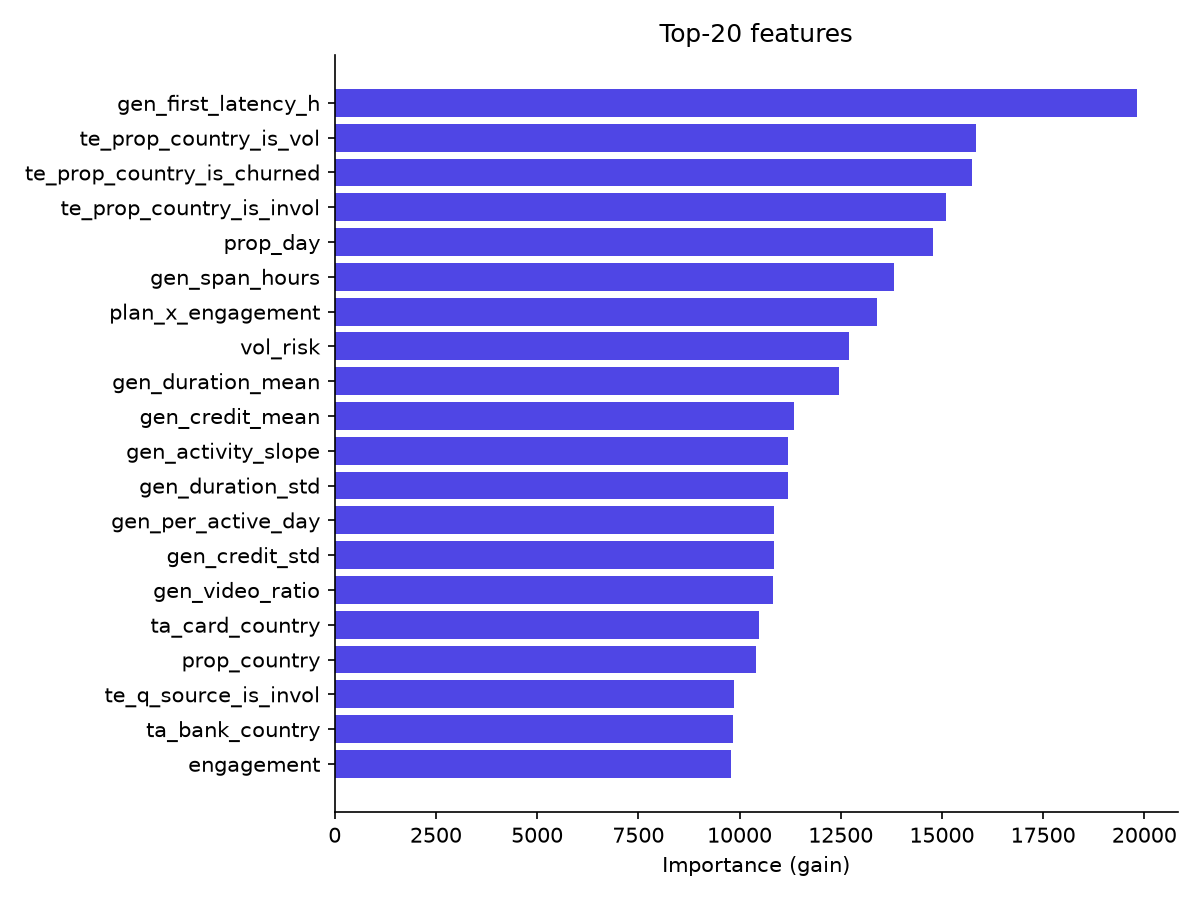 Top-20 features
gen_first_latency_h
te_prop_country_is_vol
te_prop_country_is_churned
te_prop_country_is_invol
prop_day
gen_span_hours
plan_x_engagement
vol_risk
gen_duration_mean
gen_credit_mean
gen_activity_slope
gen_duration_std
gen_per_active_day
gen_credit_std
gen_video_ratio
ta_card_country
prop_country
te_q_source_is_invol
ta_bank_country
engagement
0 2500 5000 7500 10000 12500 15000 17500 20000
Importance (gain)